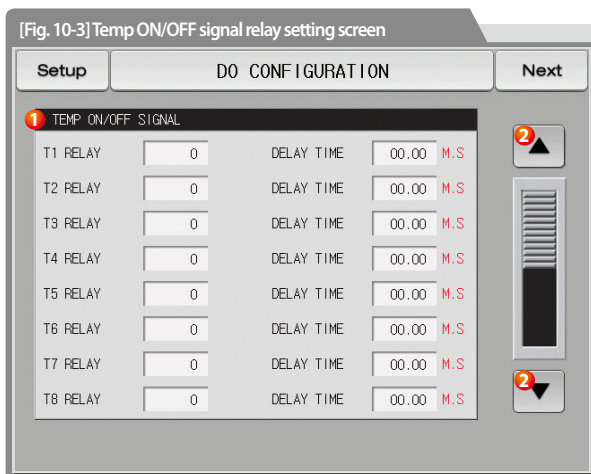 [Fig. 10-3] Temp ON/OFF signal relay setting screen
Setup DO CONFIGURATION Next
1 TEMP ON/OFF SIGNAL
2 ▲
T1 RELAY 0 DELAY TIME 00.00 M.S
T2 RELAY 0 DELAY TIME 00.00 M.S
T3 RELAY 0 DELAY TIME 00.00 M.S
T4 RELAY 0 DELAY TIME 00.00 M.S
T5 RELAY 0 DELAY TIME 00.00 M.S
T6 RELAY 0 DELAY TIME 00.00 M.S
T7 RELAY 0 DELAY TIME 00.00 M.S
2 ▼
T8 RELAY 0 DELAY TIME 00.00 M.S